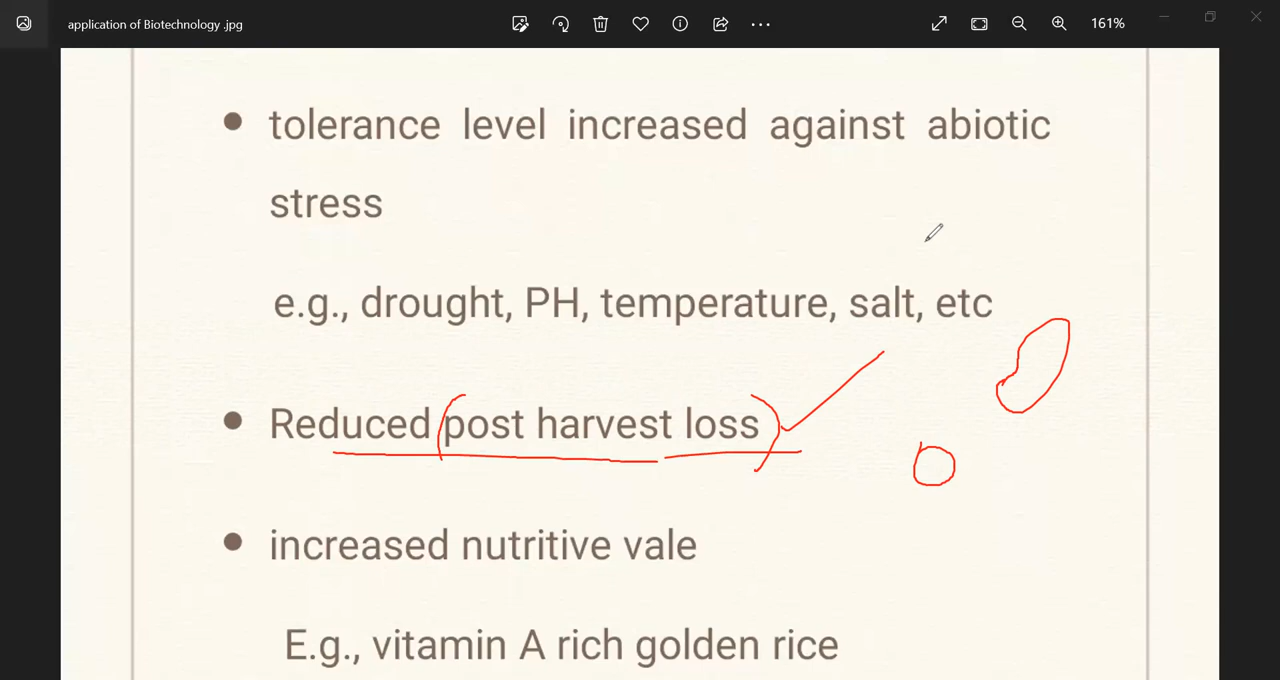 application of Biotechnology .jpg
161%
tolerance level increased against abiotic
stress
e.g., drought, PH, temperature, salt, etc
Reduced (post harvest loss)
increased nutritive vale
E.g., vitamin A rich golden rice